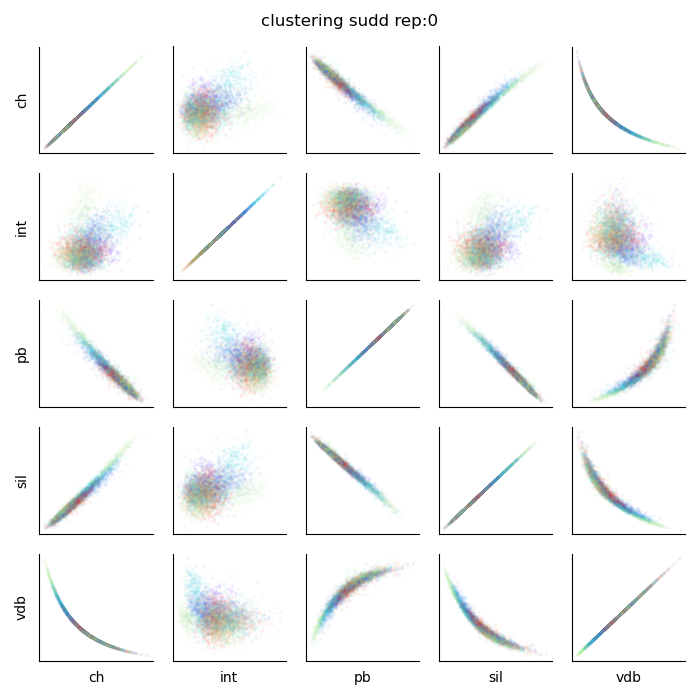 clustering sudd rep:0
ch
int
pb
sil
vdb
ch
int
pb
sil
vdb